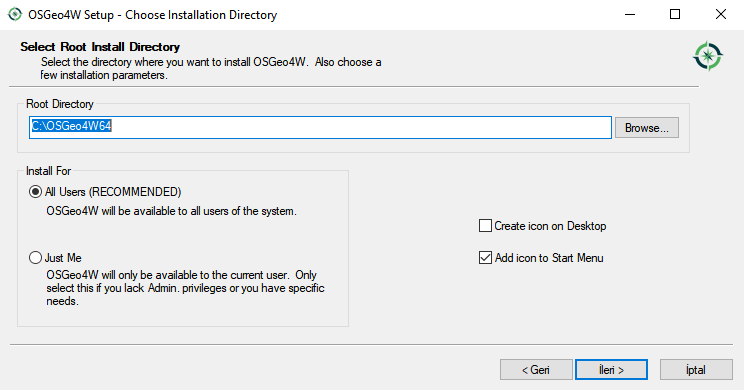 OSGeo4W Setup - Choose Installation Directory
Select Root Install Directory
Select the directory where you want to install OSGeo4W. Also choose a
few installation parameters.
Root Directory
C:\OSGeo4W64
Browse...
Install For
All Users (RECOMMENDED)
OSGeo4W will be available to all users of the system.
Create icon on Desktop
Just Me
Add icon to Start Menu
OSGeo4W will only be available to the current user. Only
select this if you lack Admin. privileges or you have specific
needs.
< Geri
İleri >
İptal